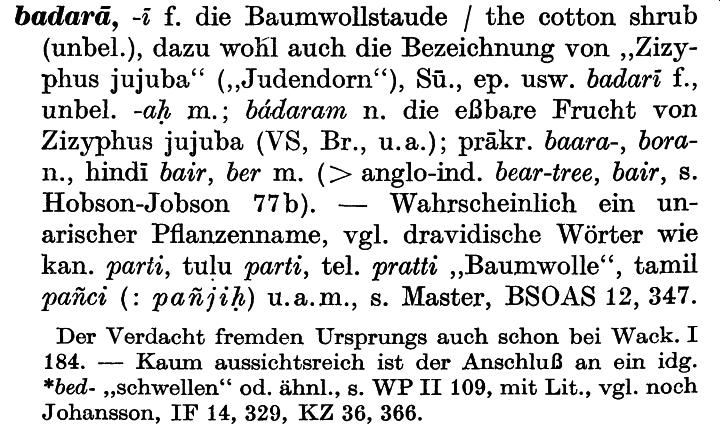 badarā, -ī f. die Baumwollstaude / the cotton shrub
(unbel.), dazu wohl auch die Bezeichnung von „Zizy-
phus jujuba“ („Judendorn“), Sū., ep. usw. badarī f.,
unbel. -aḥ m.; bádaram n. die eßbare Frucht von
Zizyphus jujuba (VS, Br., u.a.); präkr. baara-, bora-
n., hindī bair, ber m. (> anglo-ind. bear-tree, bair, s.
Hobson-Jobson 77b). — Wahrscheinlich ein un-
arischer Pflanzenname, vgl. dravidische Wörter wie
kan. parti, tuḷu parti, tel. pratti „Baumwolle“, tamil
pañci (: pañjiḥ) u.a.m., s. Master, BSOAS 12, 347.
Der Verdacht fremden Ursprungs auch schon bei Wack. I
184. — Kaum aussichtsreich ist der Anschluß an ein idg.
*bed- „schwellen“ od. ähnl., s. WP II 109, mit Lit., vgl. noch
Johansson, IF 14, 329, KZ 36, 366.